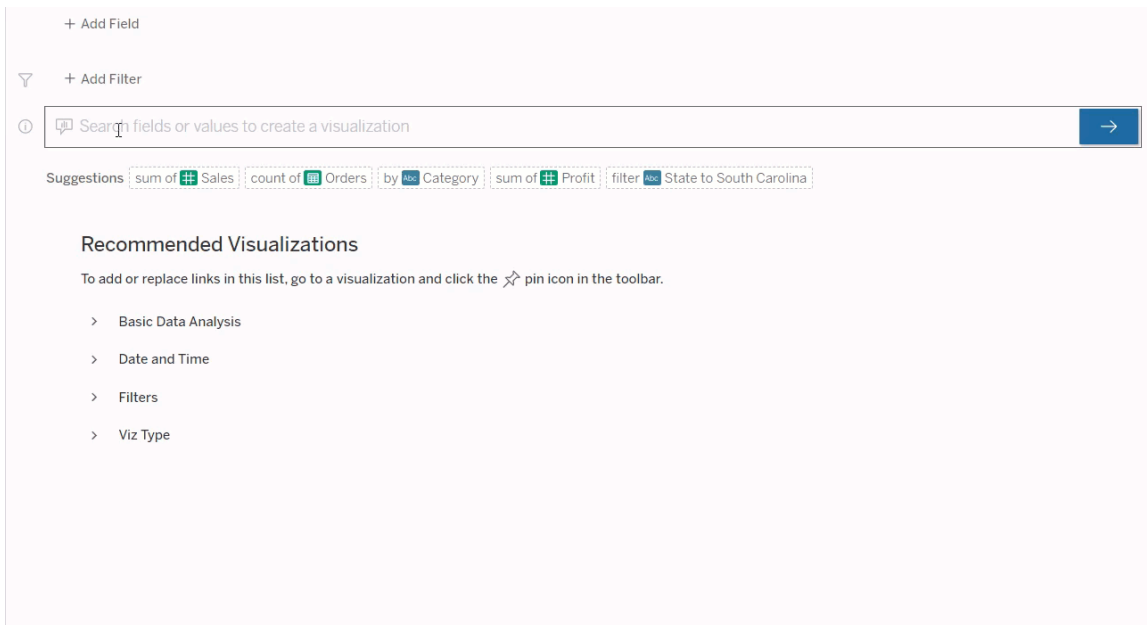 + Add Field
+ Add Filter
Search fields or values to create a visualization
Suggestions sum of # Sales count of Orders by Abc Category sum of # Profit filter Abc State to South Carolina
Recommended Visualizations
To add or replace links in this list, go to a visualization and click the pin icon in the toolbar.
> Basic Data Analysis
> Date and Time
> Filters
> Viz Type